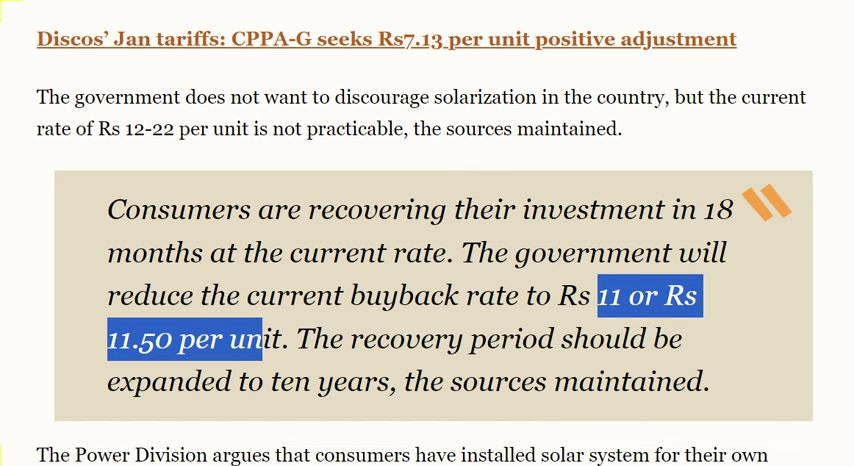 Discos’ Jan tariffs: CPPA-G seeks Rs7.13 per unit positive adjustment
The government does not want to discourage solarization in the country, but the current
rate of Rs 12-22 per unit is not practicable, the sources maintained.
Consumers are recovering their investment in 18
months at the current rate. The government will
reduce the current buyback rate to Rs 11 or Rs
11.50 per unit. The recovery period should be
expanded to ten years, the sources maintained.
The Power Division argues that consumers have installed solar system for their own